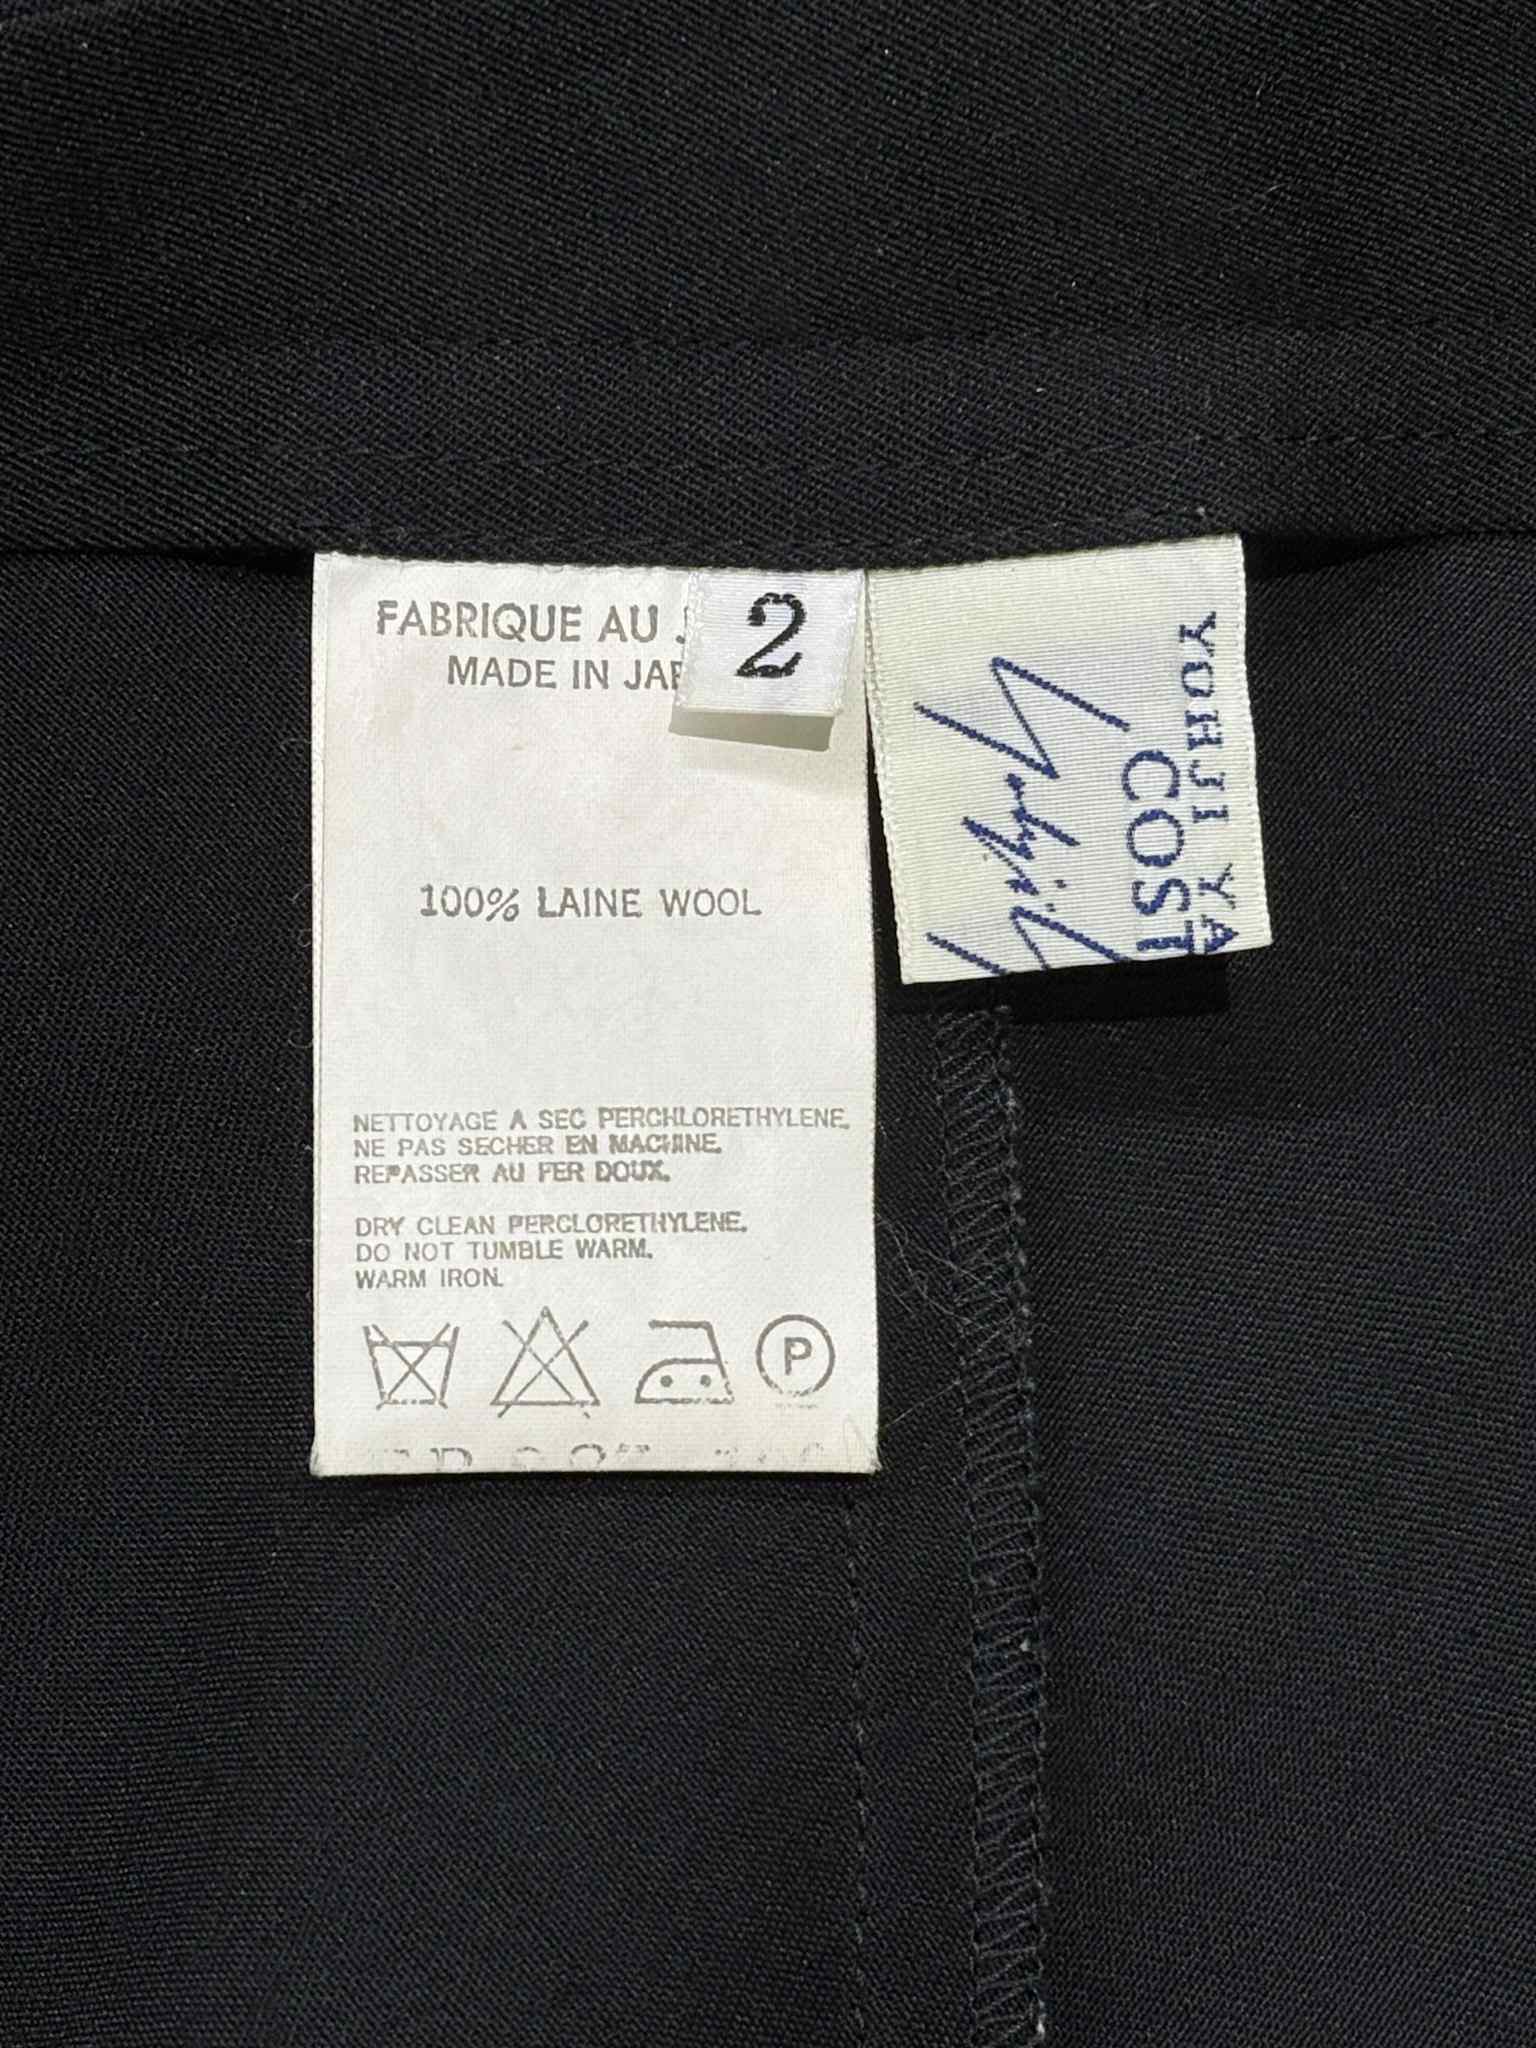 FABRIQUE AU
MADE IN JAP
2
100% LAINE WOOL
NETTOYAGE A SEC PERCHLORETHYLENE.
NE PAS SECHER EN MACHINE.
REPASSER AU FER DOUX.
DRY CLEAN PERCLORETHYLENE.
DO NOT TUMBLE WARM.
WARM IRON.
P
YOHJI YA
COST